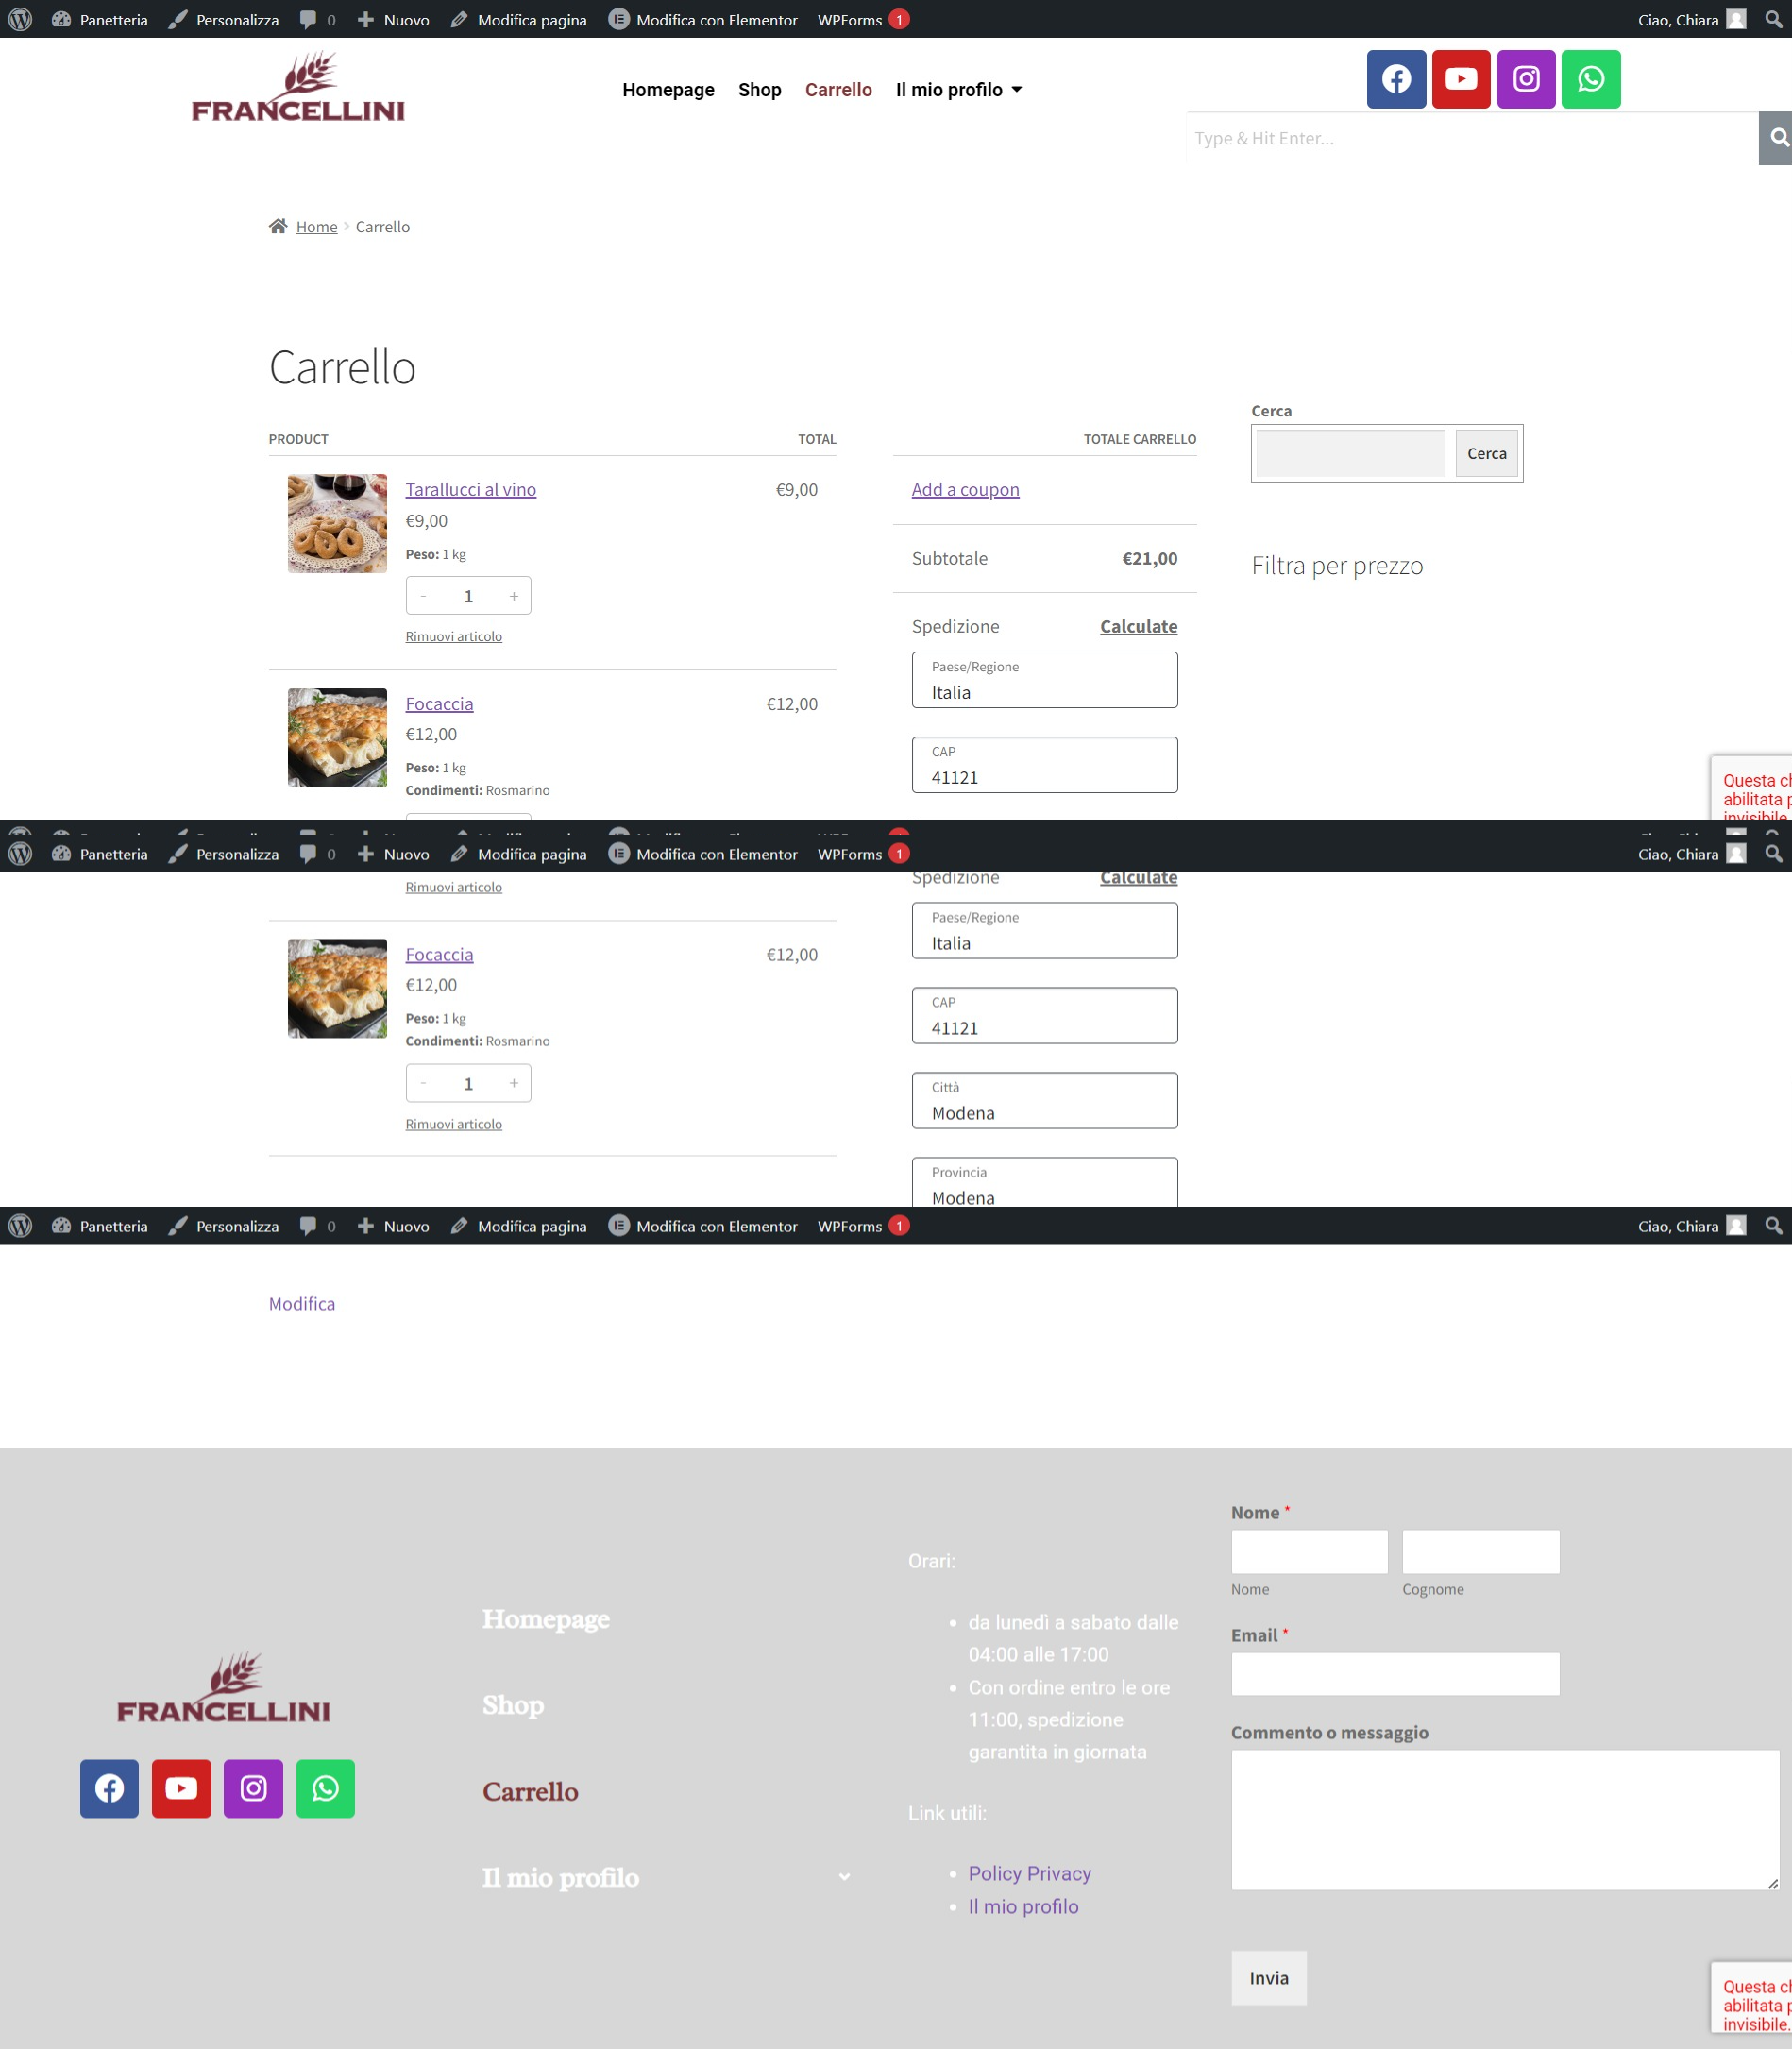 Panetteria Personalizza 0 Nuovo Modifica pagina Modifica con Elementor WPForms 1 Ciao, Chiara
FRANCELLINI
Homepage Shop Carrello Il mio profilo
Type & Hit Enter...
Home Carrello
Carrello
PRODUCT TOTAL
Tarallucci al vino €9,00
€9,00
Peso: 1 kg
- 1 +
Rimuovi articolo
Focaccia €12,00
€12,00
Peso: 1 kg
Condimenti: Rosmarino
TOTALE CARRELLO
Add a coupon
Subtotale €21,00
Spedizione Calculate
Paese/Regione
Italia
CAP
41121
Cerca
Cerca
Filtra per prezzo
Questa
abilitata
invisibile
Panetteria Personalizza 0 Nuovo Modifica pagina Modifica con Elementor WPForms 1 Ciao, Chiara
Rimuovi articolo
Focaccia €12,00
€12,00
Peso: 1 kg
Condimenti: Rosmarino
- 1 +
Rimuovi articolo
Spedizione Calculate
Paese/Regione
Italia
CAP
41121
Città
Modena
Provincia
Modena
Panetteria Personalizza 0 Nuovo Modifica pagina Modifica con Elementor WPForms 1 Ciao, Chiara
Modifica
FRANCELLINI
Homepage
Shop
Carrello
Il mio profilo
Orari:
da lunedì a sabato dalle
04:00 alle 17:00
Con ordine entro le ore
11:00, spedizione
garantita in giornata
Link utili:
Policy Privacy
Il mio profilo
Nome *
Nome Cognome
Email *
Commento o messaggio
Invia
Questa
abilitata
invisibile.